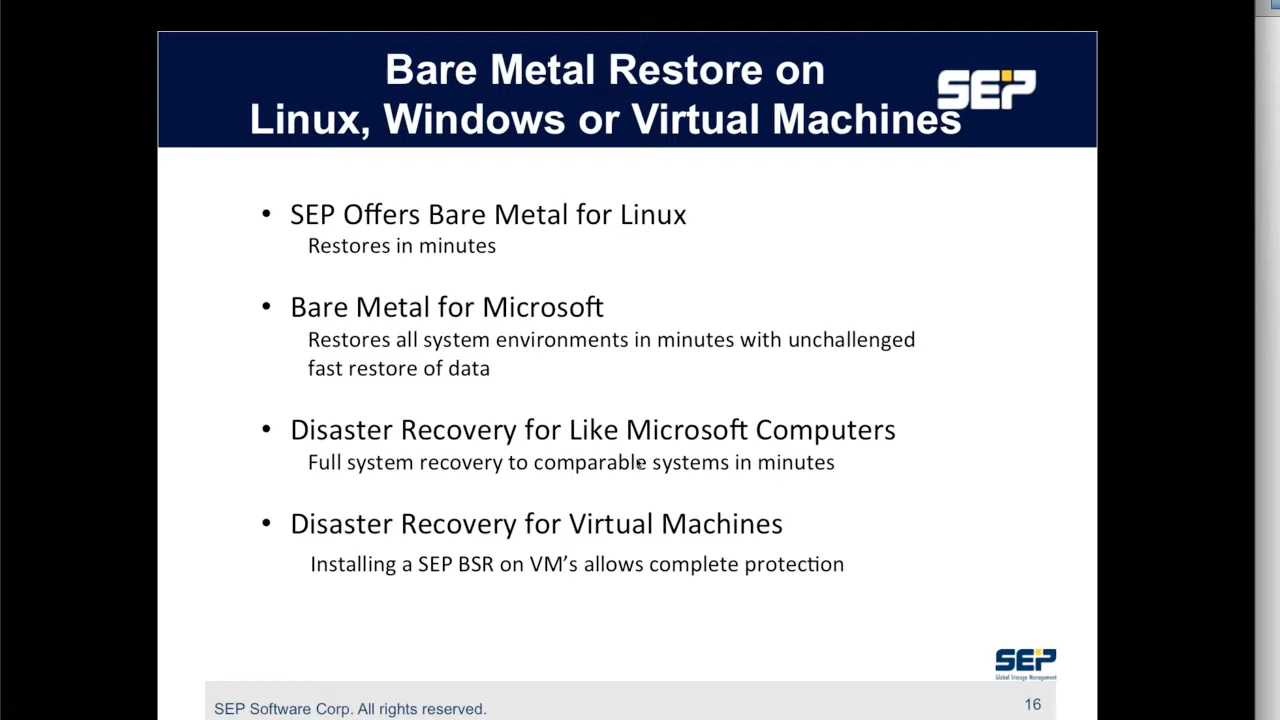 Bare Metal Restore on
Linux, Windows or Virtual Machines
SEP
• SEP Offers Bare Metal for Linux
Restores in minutes
• Bare Metal for Microsoft
Restores all system environments in minutes with unchallenged
fast restore of data
• Disaster Recovery for Like Microsoft Computers
Full system recovery to comparable systems in minutes
• Disaster Recovery for Virtual Machines
Installing a SEP BSR on VM's allows complete protection
SEP
Global Storage Management
SEP Software Corp. All rights reserved.
16